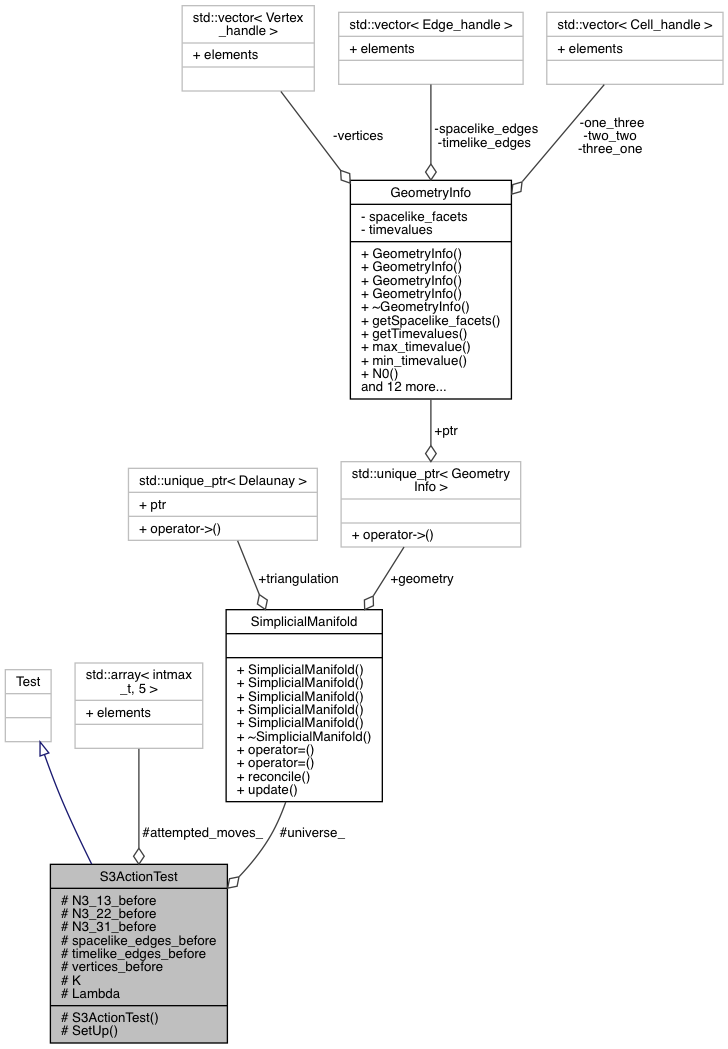 std::vector< Vertex
_handle >
+ elements
std::vector< Edge_handle >
+ elements
std::vector< Cell_handle >
+ elements
-vertices
-spacelike_edges
-timelike_edges
-one_three
-two_two
-three_one
GeometryInfo
- spacelike_facets
- timevalues
+ GeometryInfo()
+ GeometryInfo()
+ GeometryInfo()
+ GeometryInfo()
+ ~GeometryInfo()
+ getSpacelike_facets()
+ getTimevalues()
+ max_timevalue()
+ min_timevalue()
+ N0()
and 12 more...
+ptr
std::unique_ptr< Delaunay >
+ ptr
+ operator->()
std::unique_ptr< Geometry
Info >
+ operator->()
+triangulation
+geometry
SimplicialManifold
+ SimplicialManifold()
+ SimplicialManifold()
+ SimplicialManifold()
+ SimplicialManifold()
+ SimplicialManifold()
+ ~SimplicialManifold()
+ operator=()
+ operator=()
+ reconcile()
+ update()
Test
std::array< intmax
_t, 5 >
+ elements
#attempted_moves_
#universe_
S3ActionTest
# N3_13_before
# N3_22_before
# N3_31_before
# spacelike_edges_before
# timelike_edges_before
# vertices_before
# K
# Lambda
# S3ActionTest()
# SetUp()